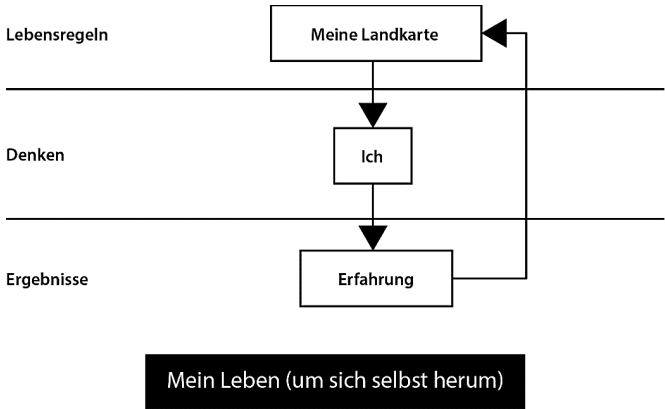 Lebensregeln
Meine Landkarte
Denken
Ich
Ergebnisse
Erfahrung
Mein Leben (um sich selbst herum)